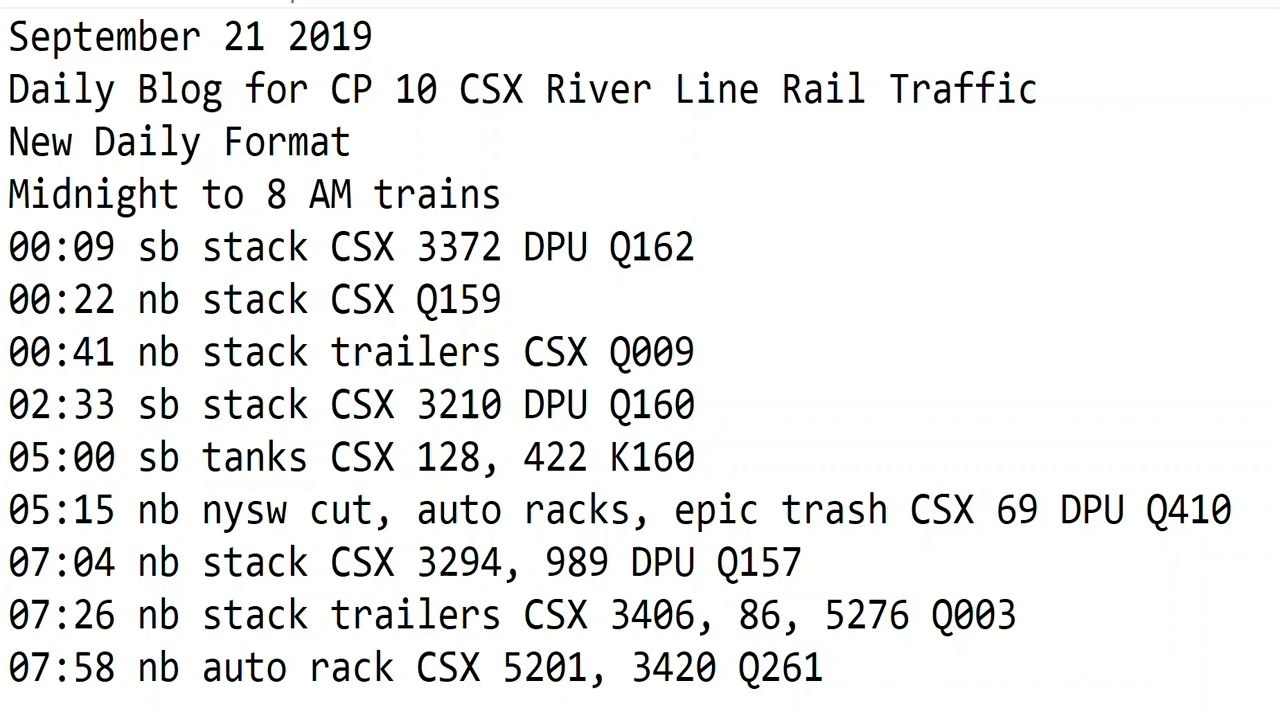 September 21 2019
Daily Blog for CP 10 CSX River Line Rail Traffic
New Daily Format
Midnight to 8 AM trains
00:09 sb stack CSX 3372 DPU Q162
00:22 nb stack CSX Q159
00:41 nb stack trailers CSX Q009
02:33 sb stack CSX 3210 DPU Q160
05:00 sb tanks CSX 128, 422 K160
05:15 nb nysw cut, auto racks, epic trash CSX 69 DPU Q410
07:04 nb stack CSX 3294, 989 DPU Q157
07:26 nb stack trailers CSX 3406, 86, 5276 Q003
07:58 nb auto rack CSX 5201, 3420 Q261